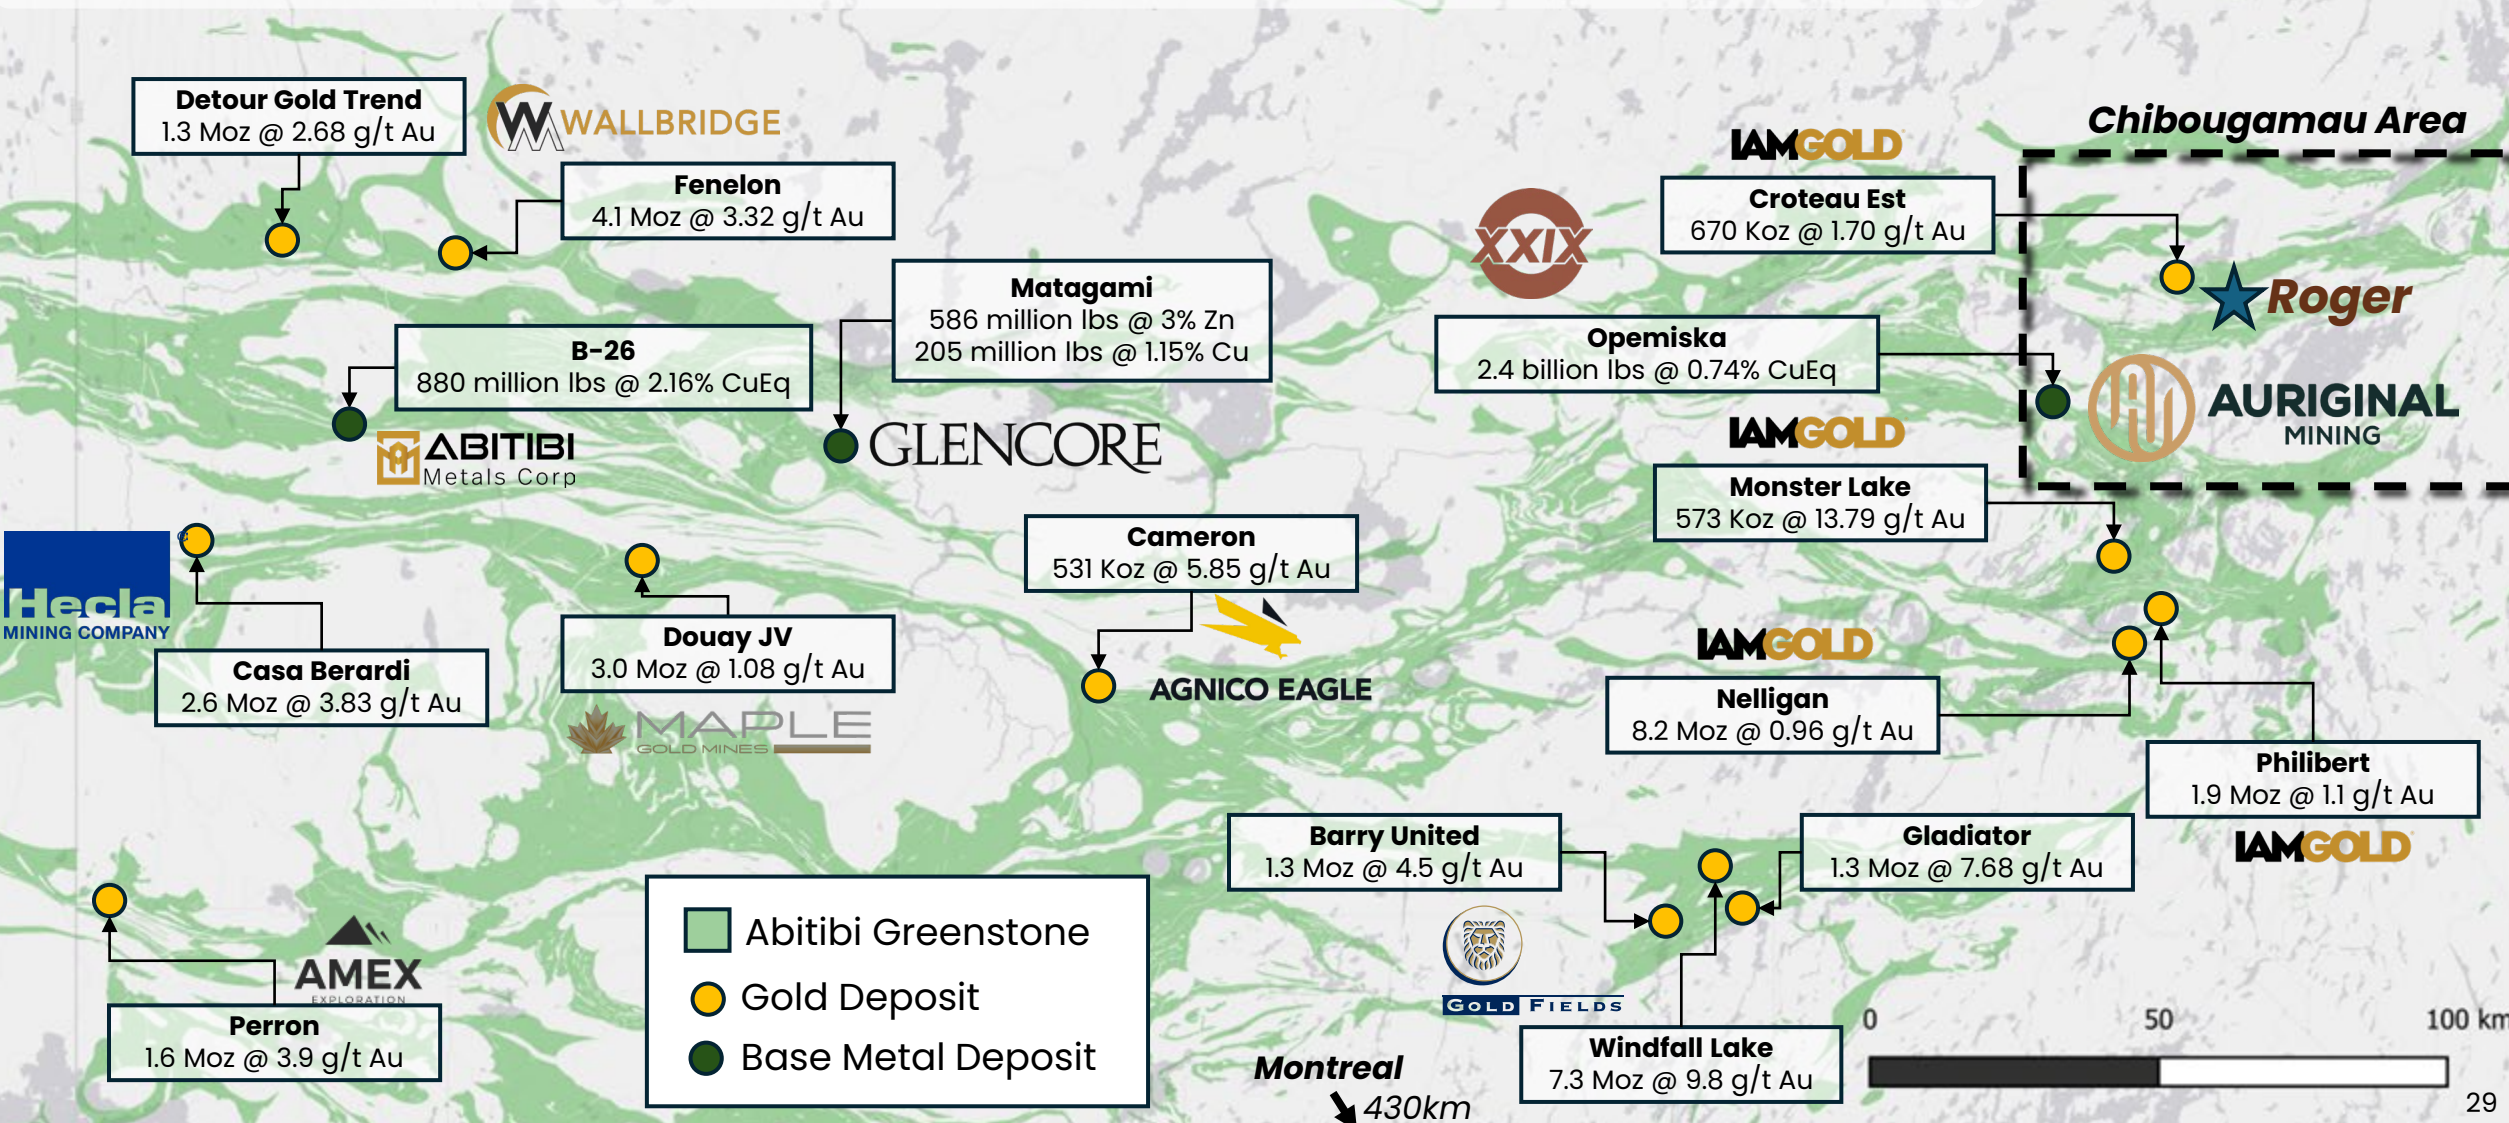 Detour Gold Trend
1.3 Moz @ 2.68 g/t Au
WALLBRIDGE
Fenelon
4.1 Moz @ 3.32 g/t Au
Matagami
586 million lbs @ 3% Zn
205 million lbs @ 1.15% Cu
B-26
880 million lbs @ 2.16% CuEq
ABITIBI
Metals Corp
GLENCORE
IAMGOLD
Croteau Est
670 Koz @ 1.70 g/t Au
Chibougamau Area
XXIX
Roger
Opemiska
2.4 billion lbs @ 0.74% CuEq
AURIGINAL
MINING
IAMGOLD
Monster Lake
573 Koz @ 13.79 g/t Au
Hecla
MINING COMPANY
Casa Berardi
2.6 Moz @ 3.83 g/t Au
Douay JV
3.0 Moz @ 1.08 g/t Au
MAPLE
GOLD MINES
Cameron
531 Koz @ 5.85 g/t Au
AGNICO EAGLE
IAMGOLD
Nelligan
8.2 Moz @ 0.96 g/t Au
Philibert
1.9 Moz @ 1.1 g/t Au
IAMGOLD
Barry United
1.3 Moz @ 4.5 g/t Au
Gladiator
1.3 Moz @ 7.68 g/t Au
GOLD FIELDS
Windfall Lake
7.3 Moz @ 9.8 g/t Au
AMEX
EXPLORATION
Perron
1.6 Moz @ 3.9 g/t Au
Abitibi Greenstone
Gold Deposit
Base Metal Deposit
Montreal
430km
0 50 100 km
29